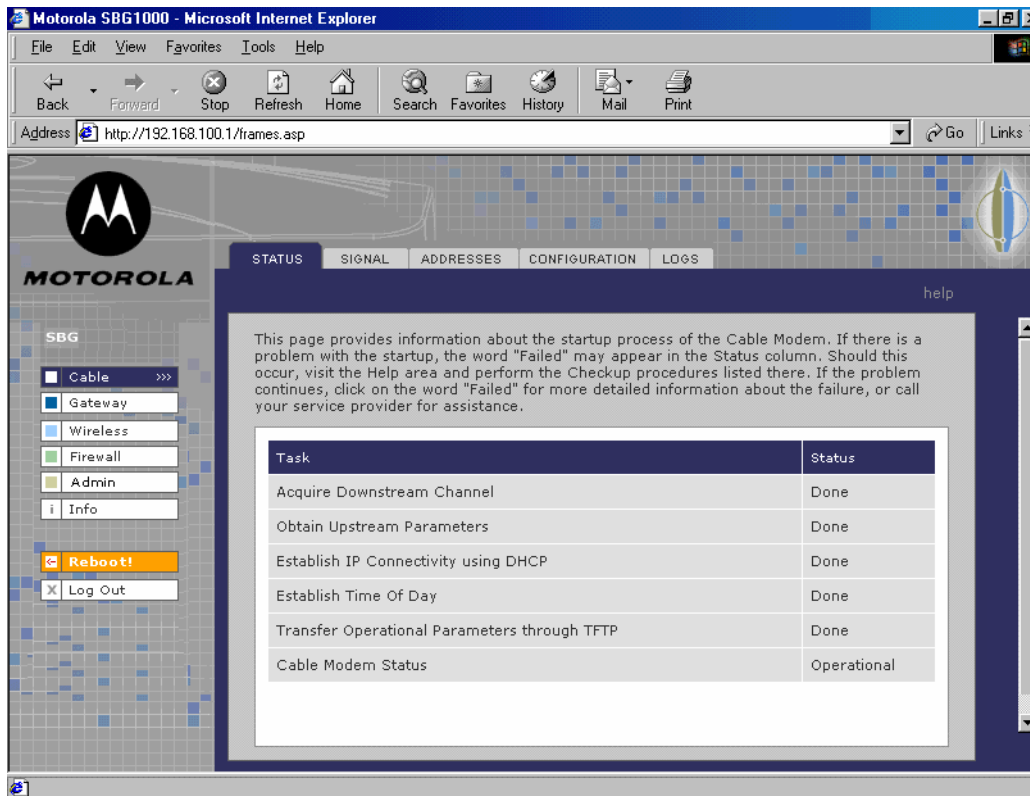 Motorola SBG1000 - Microsoft Internet Explorer
File Edit View Favorites Tools Help
Back Forward Stop Refresh Home Search Favorites History Mail Print
Address http://192.168.100.1/frames.asp Go Links
MOTOROLA
STATUS SIGNAL ADDRESSES CONFIGURATION LOGS
help
SBG
Cable >>>
Gateway
Wireless
Firewall
Admin
i Info
Reboot!
X Log Out
This page provides information about the startup process of the Cable Modem. If there is a
problem with the startup, the word "Failed" may appear in the Status column. Should this
occur, visit the Help area and perform the Checkup procedures listed there. If the problem
continues, click on the word "Failed" for more detailed information about the failure, or call
your service provider for assistance.
Task Status
Acquire Downstream Channel Done
Obtain Upstream Parameters Done
Establish IP Connectivity using DHCP Done
Establish Time Of Day Done
Transfer Operational Parameters through TFTP Done
Cable Modem Status Operational